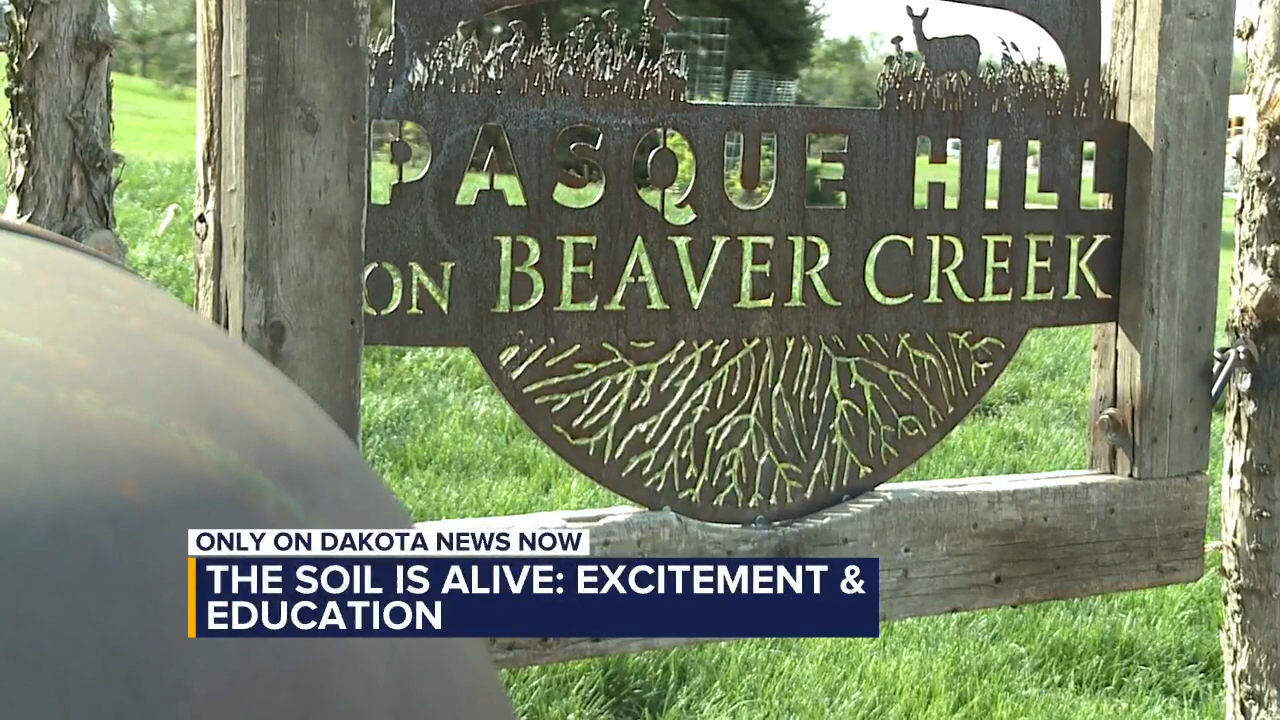 PASQUE HILL
ON BEAVER CREEK
ONLY ON DAKOTA NEWS NOW
THE SOIL IS ALIVE: EXCITEMENT &
EDUCATION